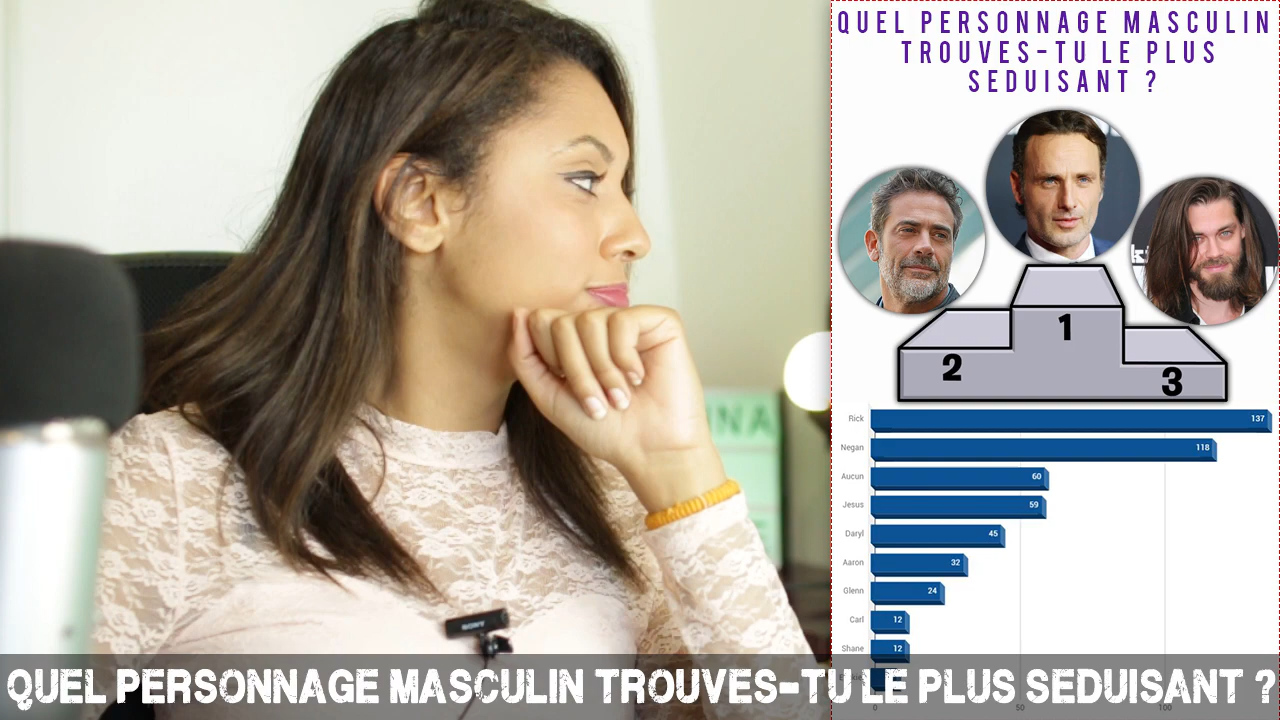 QUEL PERSONNAGE MASCULIN
TROUVES-TU LE PLUS
SEDUISANT ?
1
2
3
Rick 137
Negan 118
Aucun 60
Jesus 59
Daryl 45
Aaron 32
Glenn 24
Carl 12
Shane 12
0 50 100
SONY
QUEL PERSONNAGE MASCULIN TROUVES-TU LE PLUS SEDUISANT ?